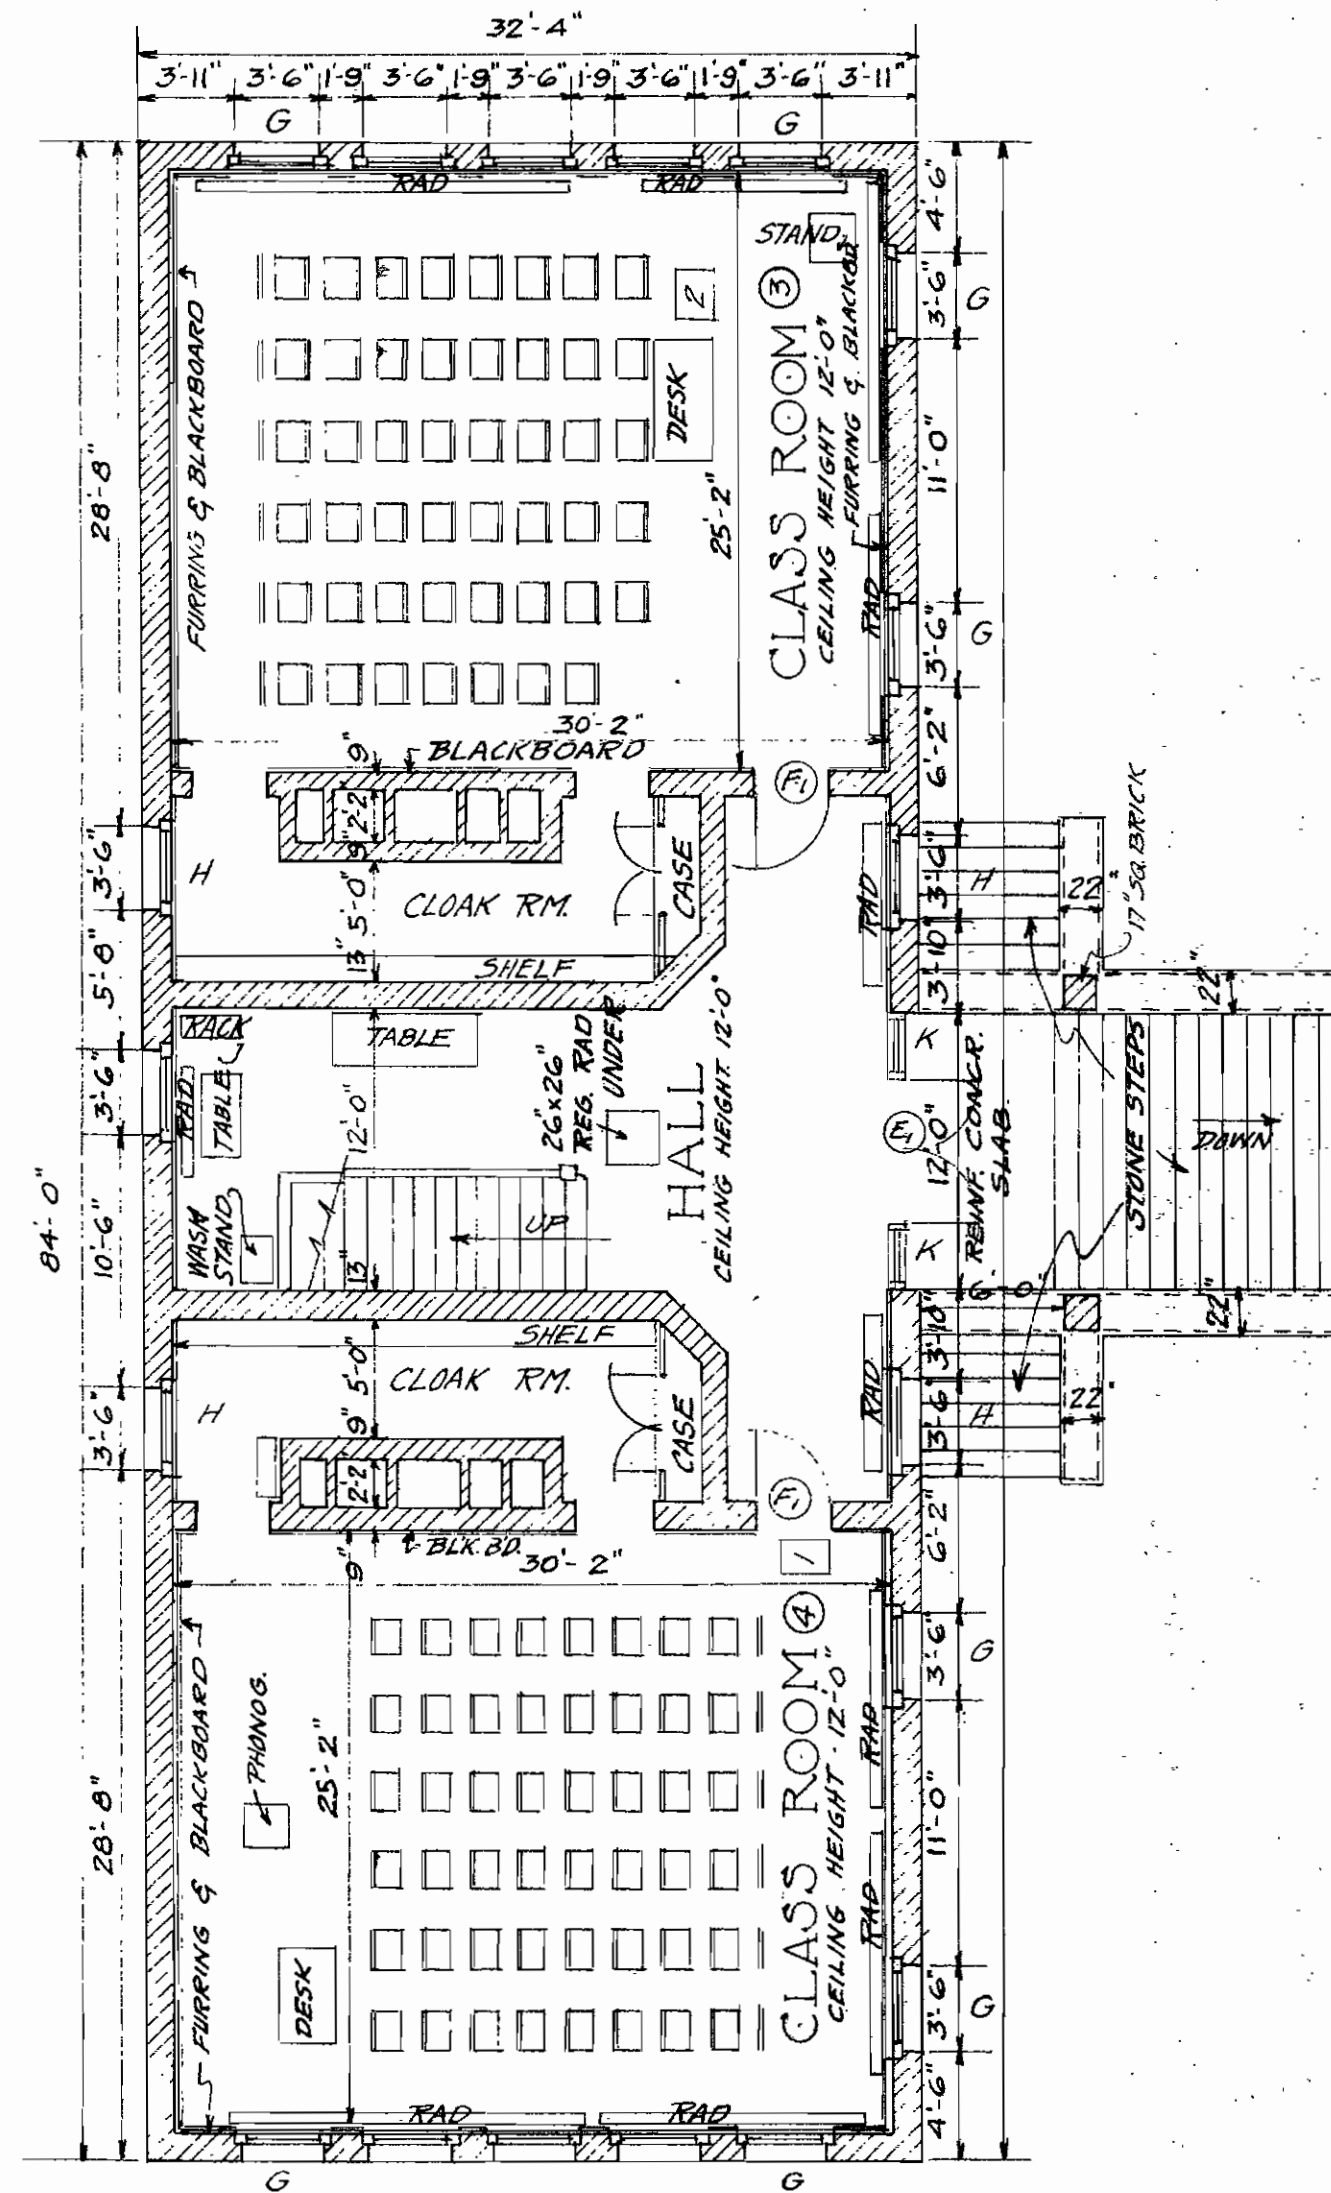 32'-4"
3'-11" 3'-6" 1'-9" 3'-6" 1'-9" 3'-6" 1'-9" 3'-6" 1'-9" 3'-6" 3'-11"
G G
RAD RAD
STAND
2
DESK
FURRING & BLACKBOARD
CLASS ROOM 3
CEILING HEIGHT 12'-0"
FURRING & BLACKBD.
25'-2"
RAD
30'-2"
BLACKBOARD
4'-6"
3'-6" G
11'-0"
3'-6" G
6'-2"
28'-8"
9"
2'-2"
9"
F1
H
3'-6"
5'-0"
CLOAK RM.
CASE
RAD
3'-6" H
22"
17" SQ. BRICK
3'-10"
5'-8"
13"
SHELF
22"
RACK
TABLE
TABLE
RAD
3'-6"
12'-0"
26"x26"
REG. RAD
UNDER
HALL
CEILING HEIGHT 12'-0"
K
E1
12'-0"
REINF. CONCR.
SLAB
STONE STEPS
DOWN
84'-0"
10'-6"
WASH
STAND
UP
13"
K
6'-0"
22"
SHELF
3'-10"
5'-0"
CLOAK RM.
CASE
RAD
3'-6"
H
3'-6" H
22"
9"
2'-2"
F1
BLK. B'D.
9"
30'-2"
1
6'-2"
3'-6" G
FURRING & BLACKBOARD
PHONOG.
25'-2"
CLASS ROOM 4
CEILING HEIGHT-12'-0"
RAD
11'-0"
RAD
28'-8"
DESK
3'-6" G
4'-6"
RAD RAD
G G